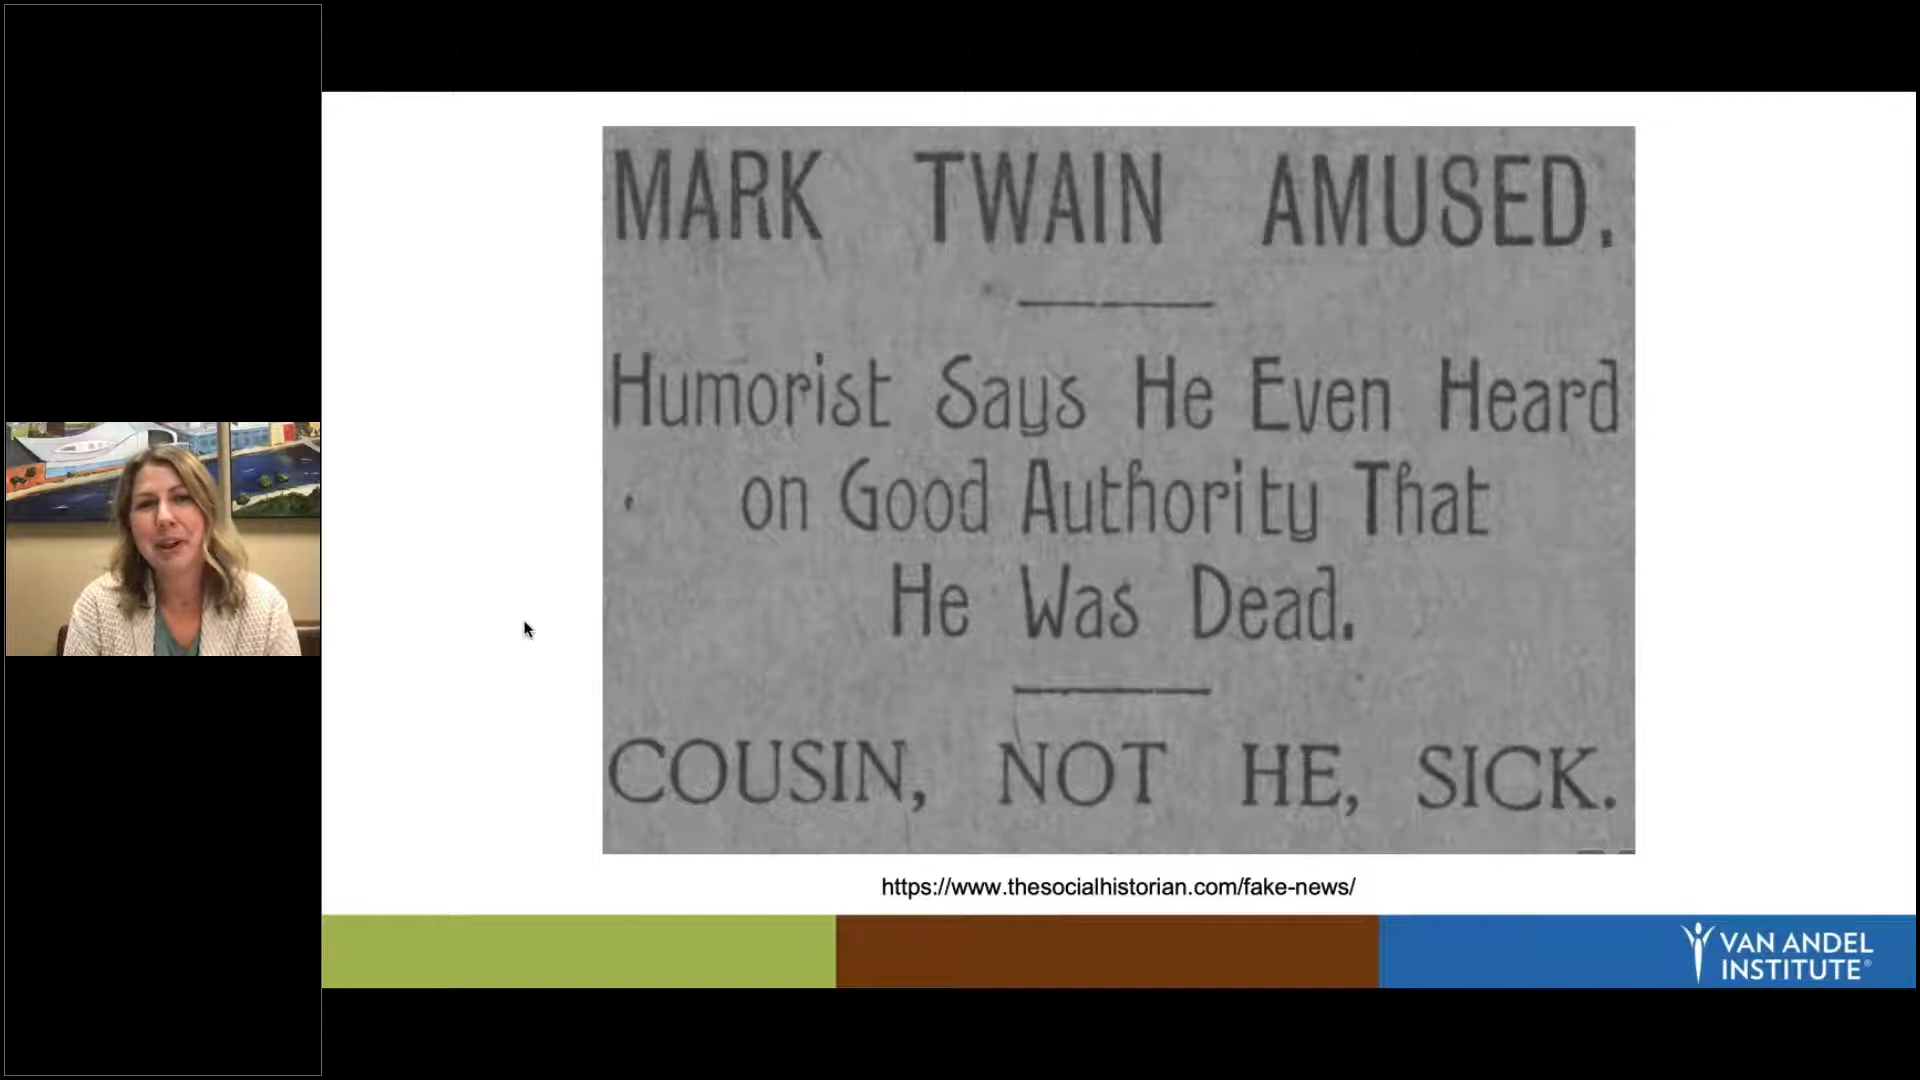 MARK TWAIN AMUSED.
Humorist Says He Even Heard
on Good Authority That
He Was Dead.
COUSIN, NOT HE, SICK.
https://www.thesocialhistorian.com/fake-news/
VAN ANDEL
INSTITUTE®